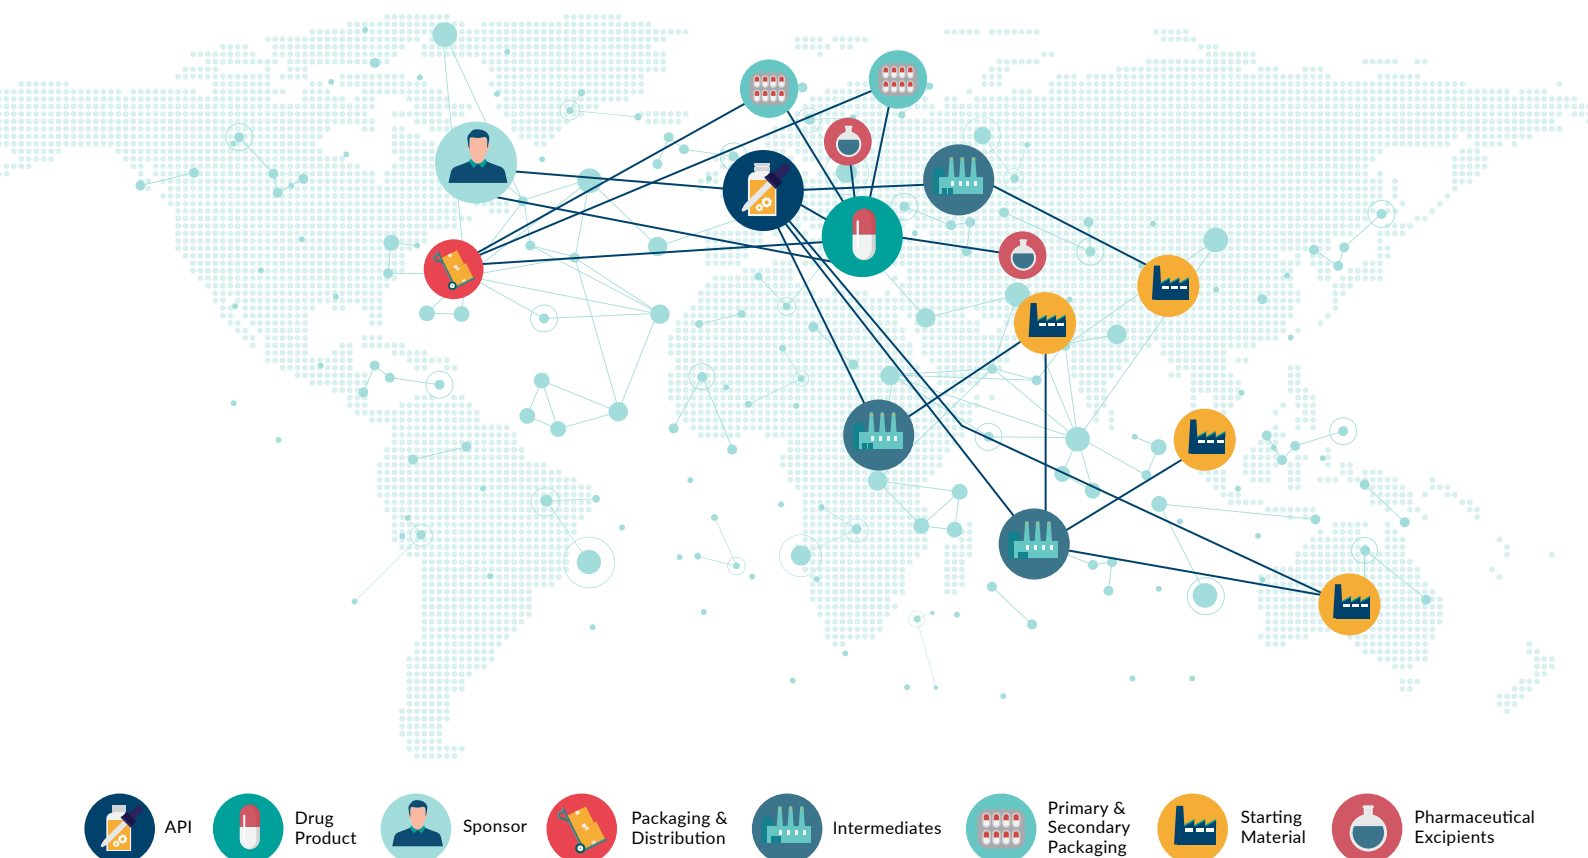 API
Drug
Product
Sponsor
Packaging &
Distribution
Intermediates
Primary &
Secondary
Packaging
Starting
Material
Pharmaceutical
Excipients